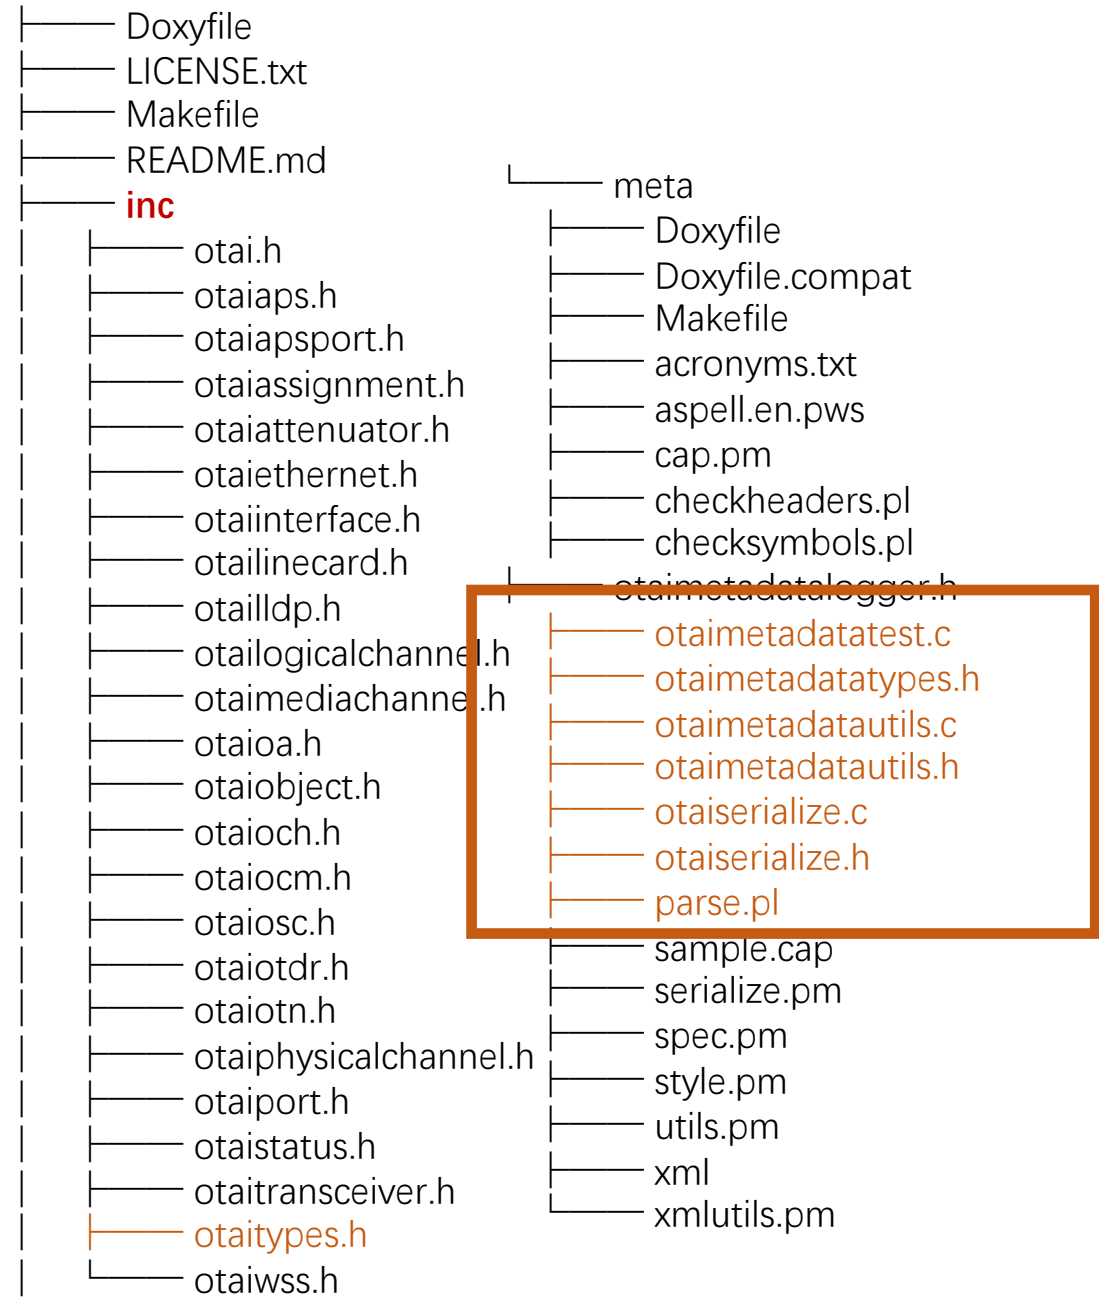 Doxyfile
LICENSE.txt
Makefile
README.md
inc
otai.h
otaiaps.h
otaiapsport.h
otaiassignment.h
otaiattenuator.h
otaiethernet.h
otaiinterface.h
otailinecard.h
otailldp.h
otailogicalchannel.h
otaimediachannel.h
otaioa.h
otaiobject.h
otaioch.h
otaiocm.h
otaiosc.h
otaiotdr.h
otaiotn.h
otaiphysicalchannel.h
otaiport.h
otaistatus.h
otaitransceiver.h
otaitypes.h
otaiwss.h
meta
Doxyfile
Doxyfile.compat
Makefile
acronyms.txt
aspell.en.pws
cap.pm
checkheaders.pl
checksymbols.pl
otaimetadatalogger.h
otaimetadatatest.c
otaimetadatatypes.h
otaimetadatautils.c
otaimetadatautils.h
otaiserialize.c
otaiserialize.h
parse.pl
sample.cap
serialize.pm
spec.pm
style.pm
utils.pm
xml
xmlutils.pm